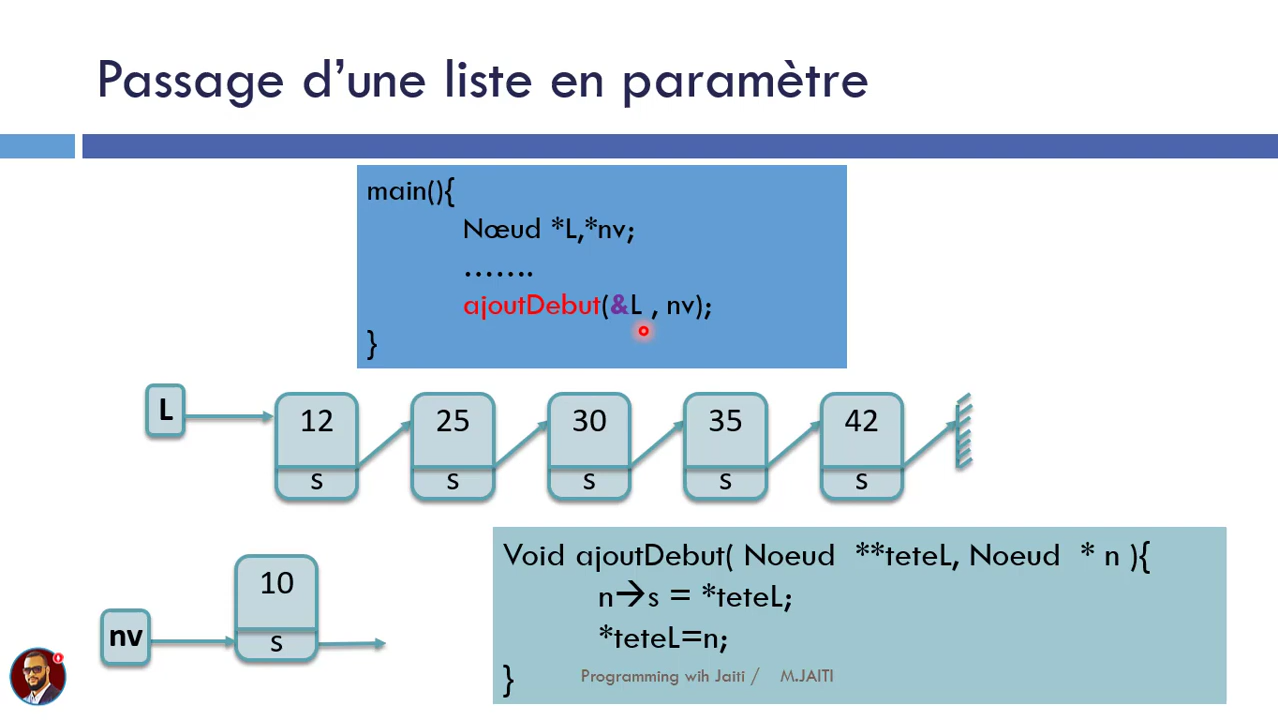 Passage d’une liste en paramètre
main(){
Nœud *L,*nv;
…….
ajoutDebut(&L , nv);
}
L
12 25 30 35 42
s s s s s
10
nv
s
Void ajoutDebut( Noeud **teteL, Noeud * n ){
n→s = *teteL;
*teteL=n;
}
Programming wih Jaiti / M.JAITI